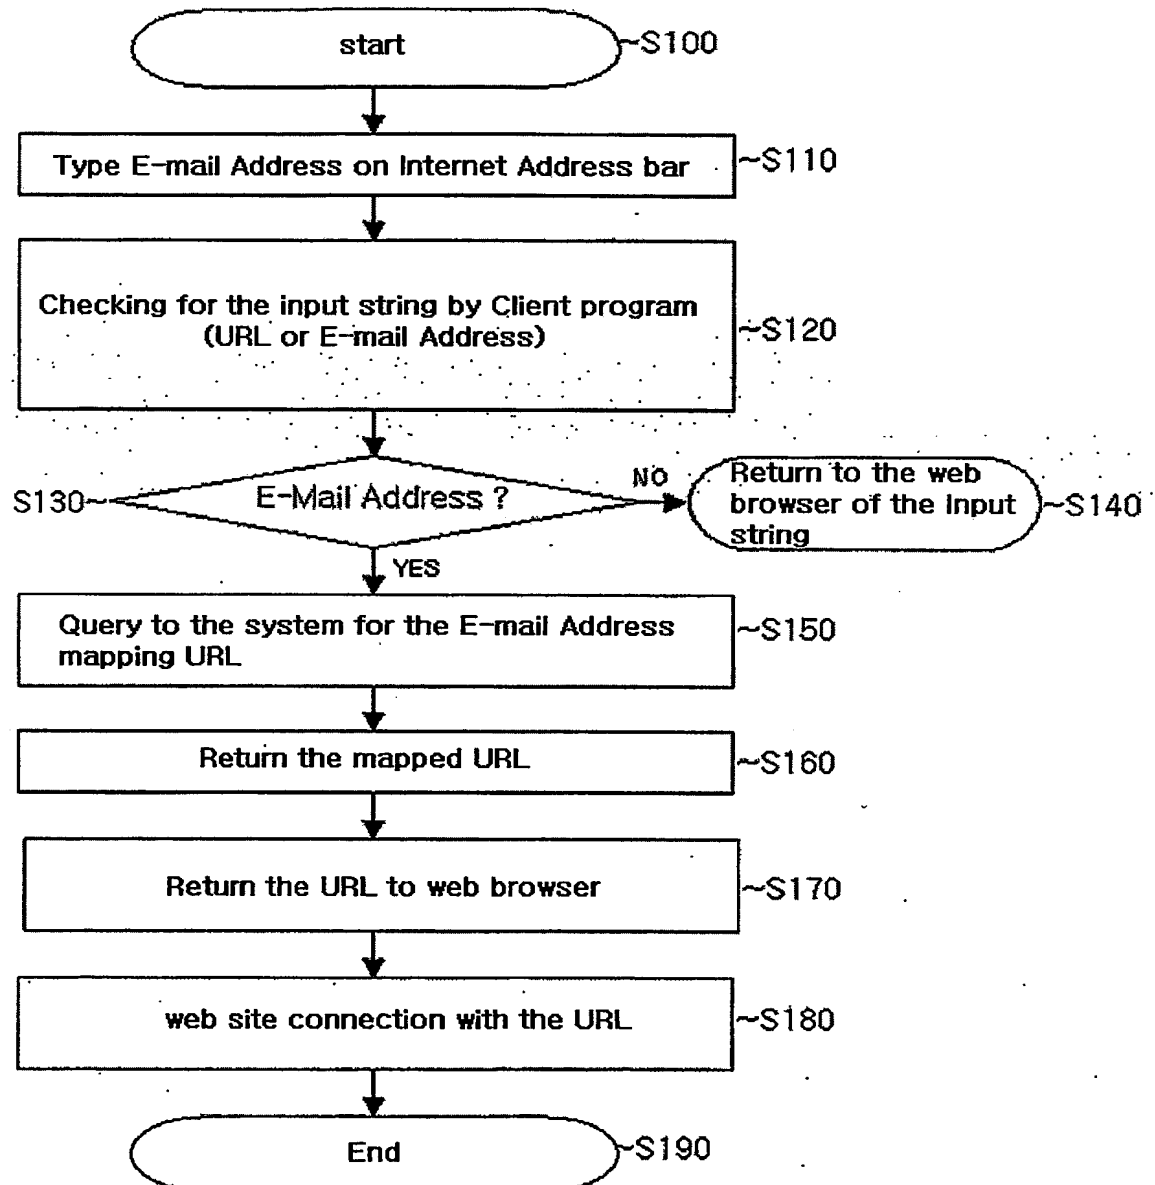 start
~S100
Type E-mail Address on Internet Address bar
~S110
Checking for the input string by Client program
(URL or E-mail Address)
~S120
S130~
E-Mail Address ?
NO
Return to the web
browser of the input
string
~S140
YES
Query to the system for the E-mail Address
mapping URL
~S150
Return the mapped URL
~S160
Return the URL to web browser
~S170
web site connection with the URL
~S180
End
~S190